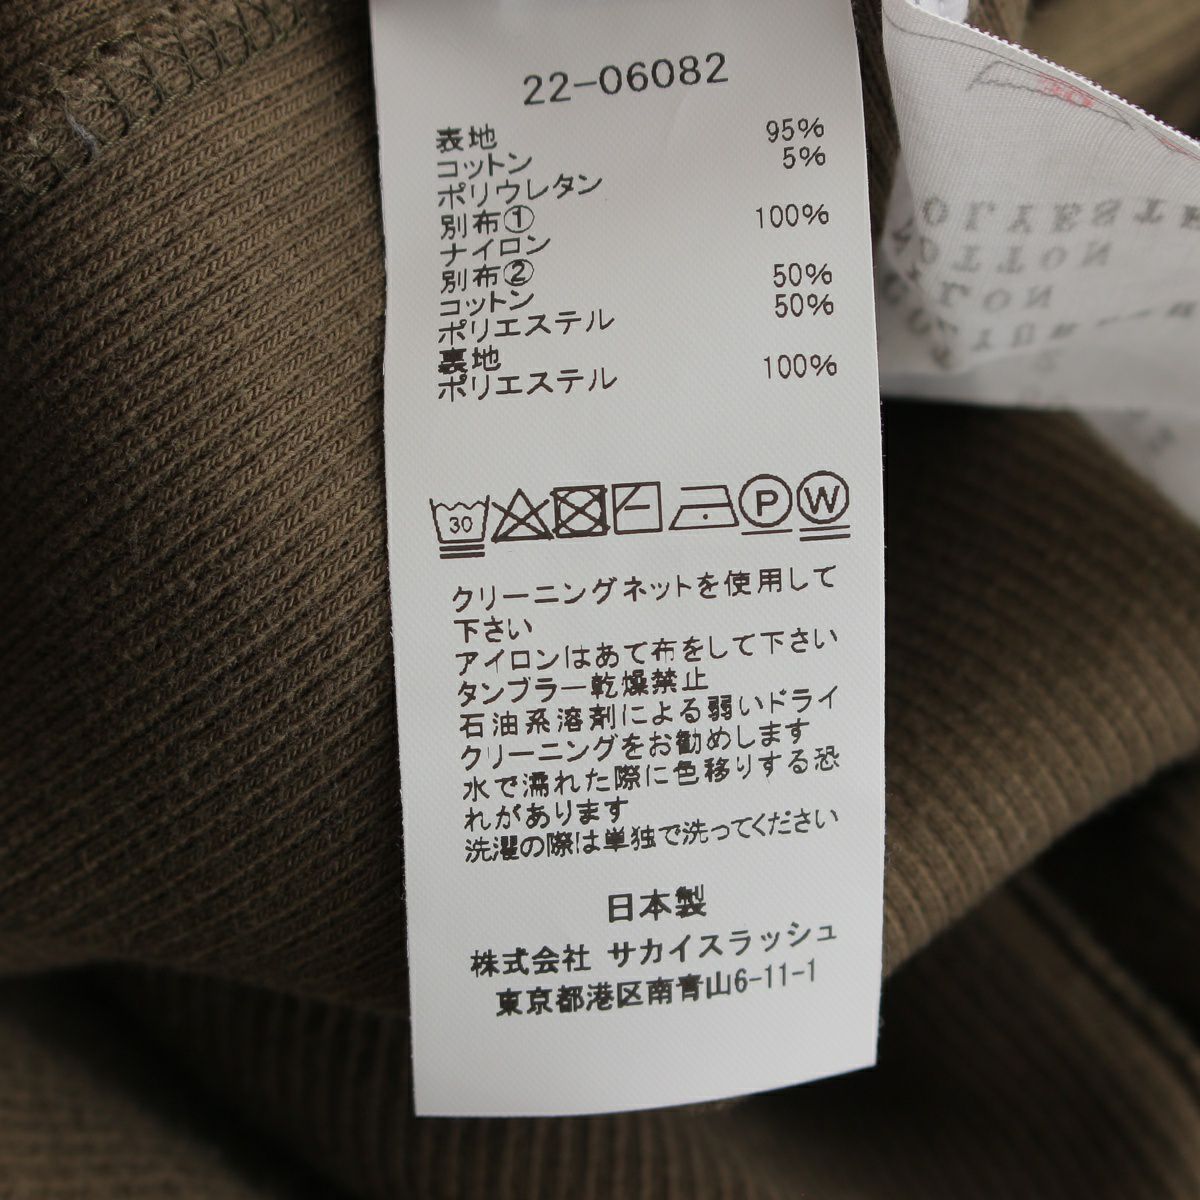 22-06082
表地
コットン 95%
ポリウレタン 5%
別布①
ナイロン 100%
別布②
コットン 50%
ポリエステル 50%
裏地
ポリエステル 100%
30
P
W
クリーニングネットを使用して
下さい
アイロンはあて布をして下さい
タンブラー乾燥禁止
石油系溶剤による弱いドライ
クリーニングをお勧めします
水で濡れた際に色移りする恐
れがあります
洗濯の際は単独で洗ってください
日本製
株式会社 サカイスラッシュ
東京都港区南青山6-11-1